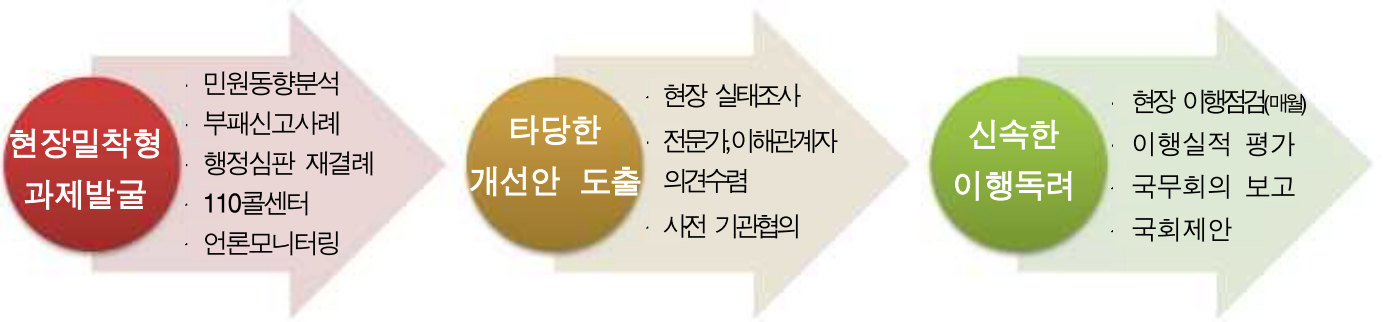 현장밀착형
과제발굴
· 민원동향분석
· 부패신고사례
· 행정심판 재결례
· 110콜센터
· 언론모니터링
타당한
개선안 도출
· 현장 실태조사
· 전문가,이해관계자
의견수렴
· 사전 기관협의
신속한
이행독려
· 현장 이행점검(매월)
· 이행실적 평가
· 국무회의 보고
· 국회제안